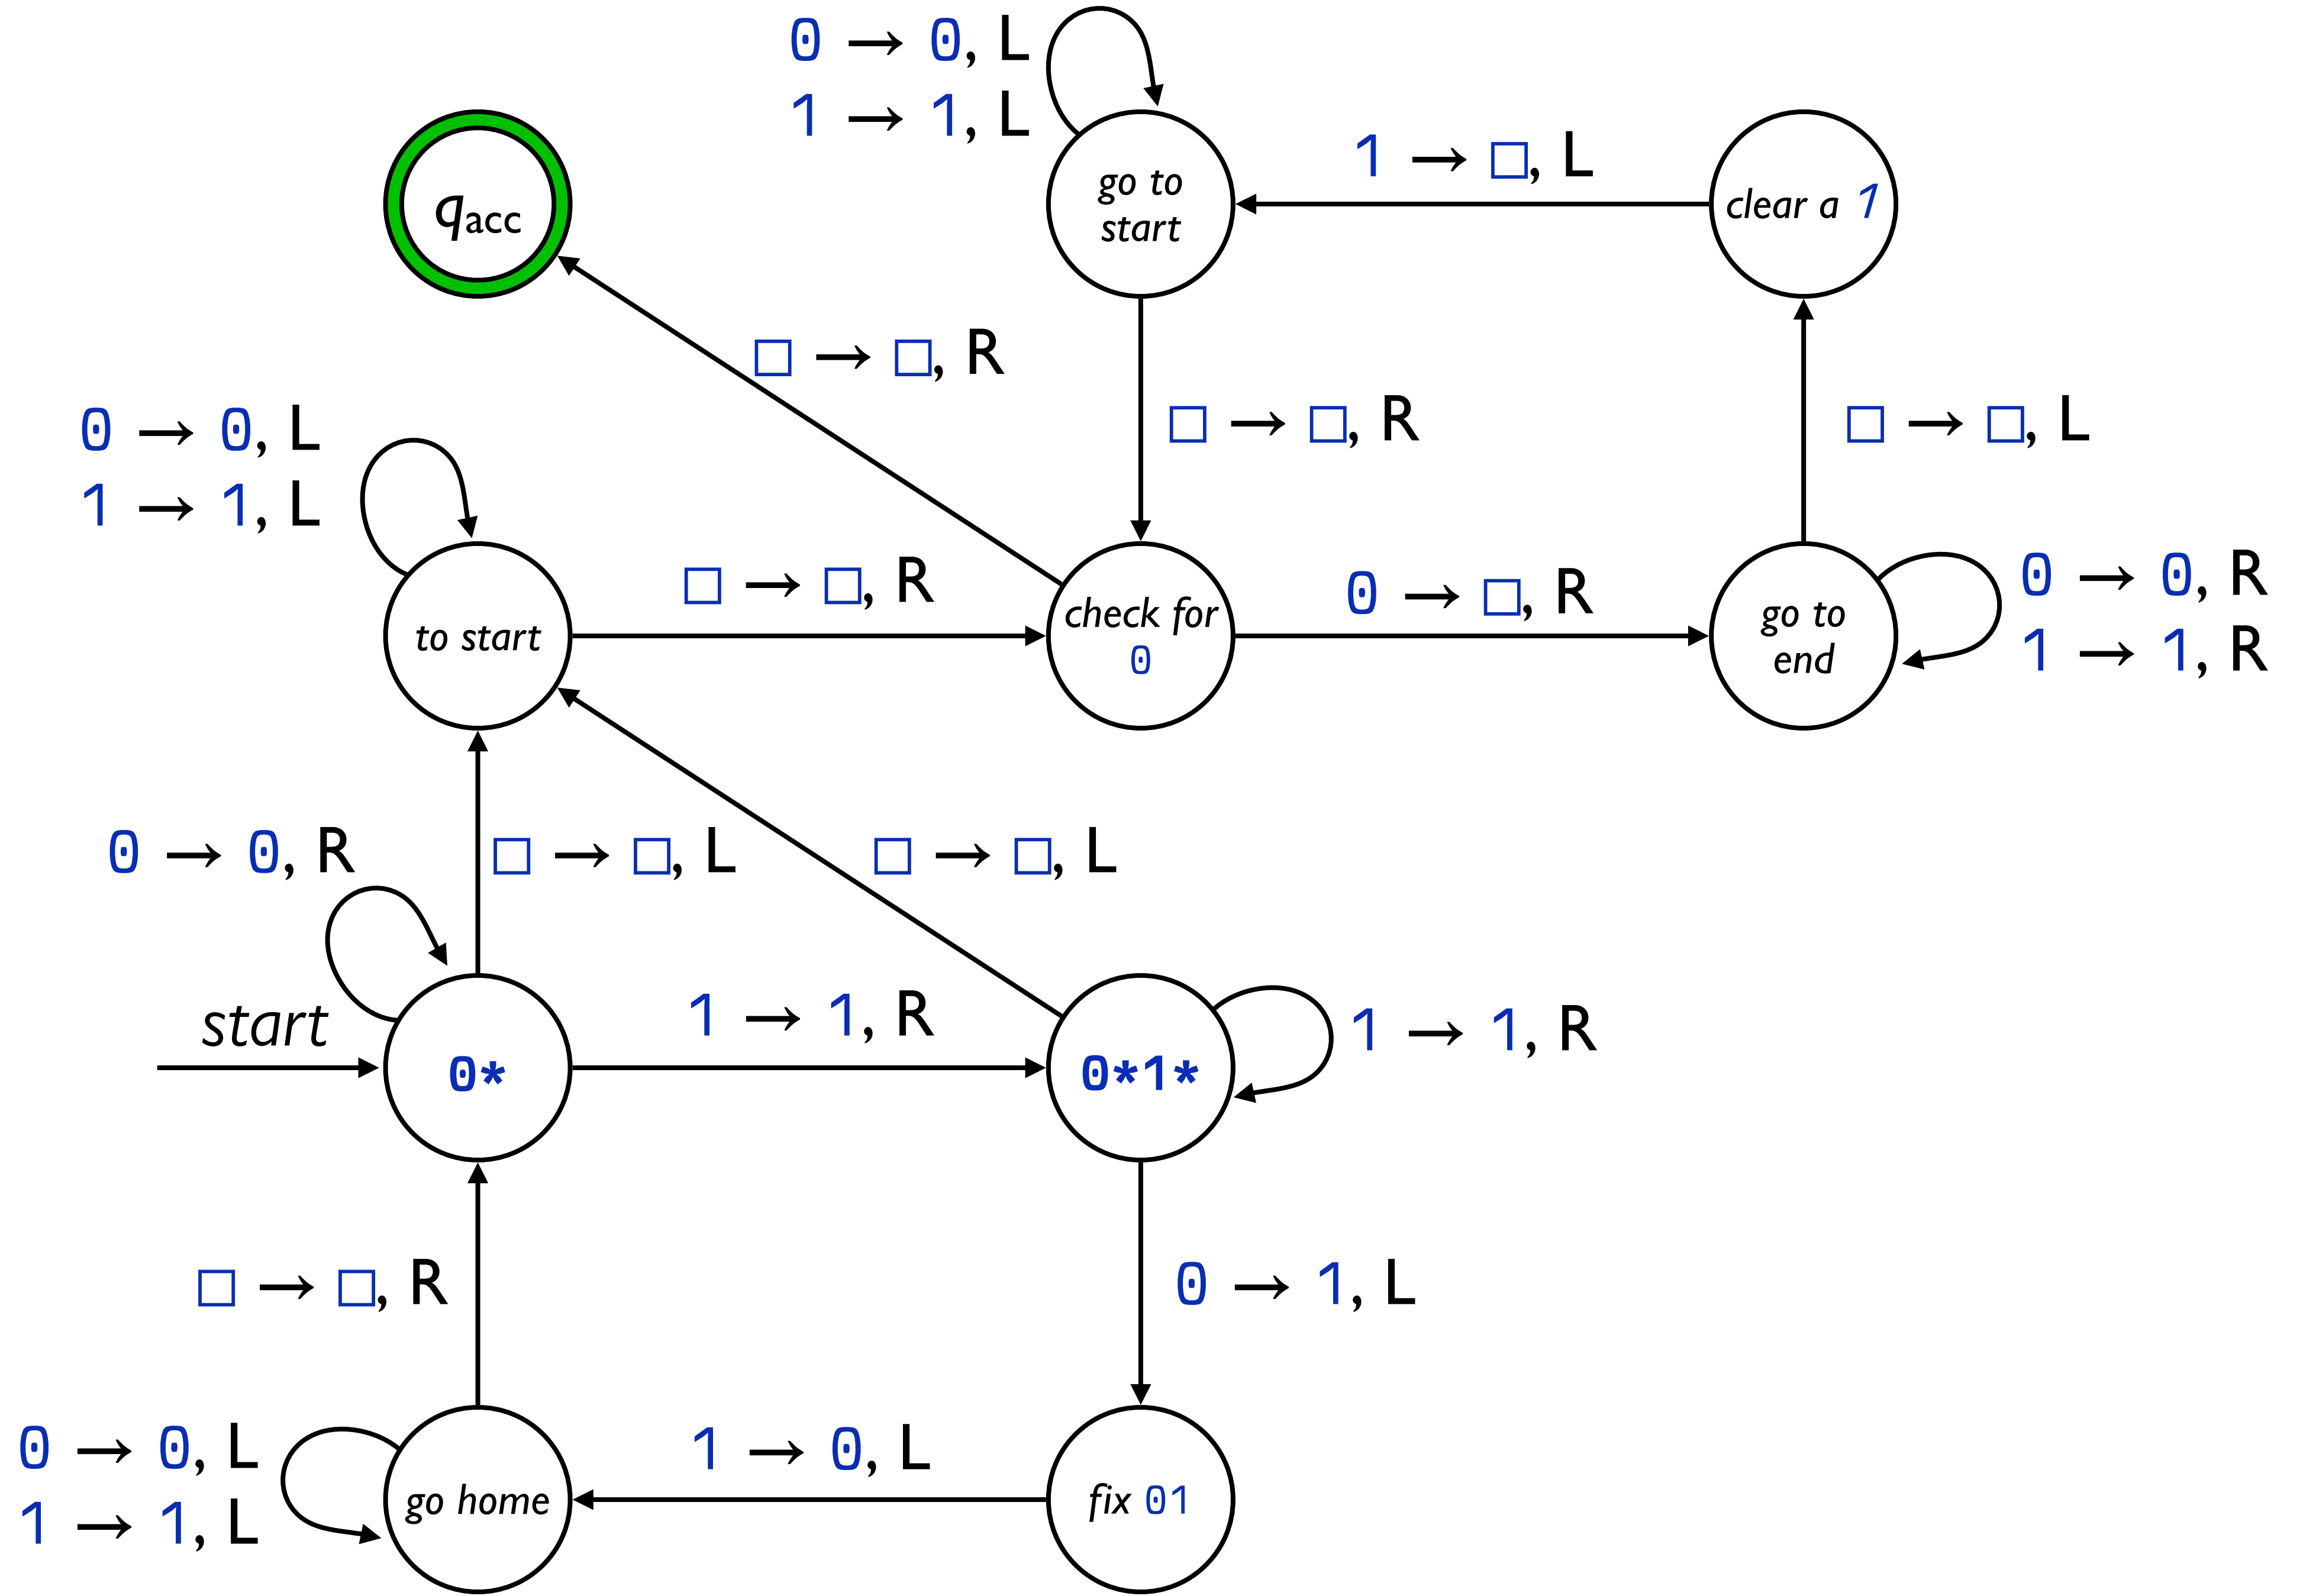 0 → 0, L
1 → 1, L
go to
start
1 → □, L
clear a 1
qacc
□ → □, R
□ → □, R
□ → □, L
0 → 0, L
1 → 1, L
to start
□ → □, R
check for
0
0 → □, R
go to
end
0 → 0, R
1 → 1, R
0 → 0, R
□ → □, L
□ → □, L
start
0*
1 → 1, R
0*1*
1 → 1, R
□ → □, R
0 → 1, L
0 → 0, L
1 → 1, L
go home
1 → 0, L
fix 01